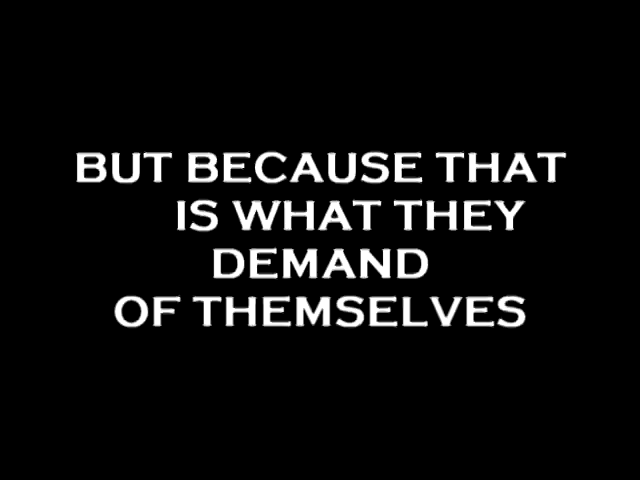 BUT BECAUSE THAT
IS WHAT THEY
DEMAND
OF THEMSELVES